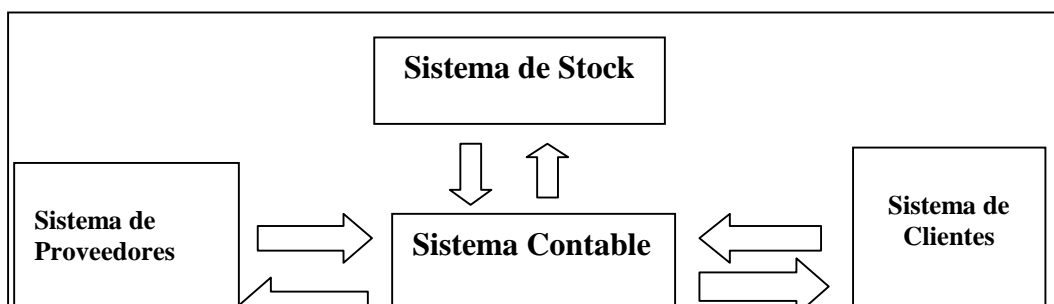 Sistema de Stock
Sistema de
Proveedores
Sistema Contable
Sistema de
Clientes